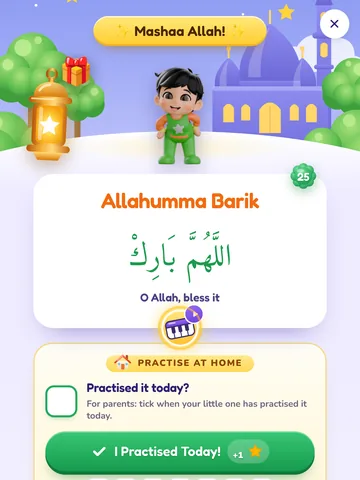 Mashaa Allah!
25
Allahumma Barik
اللَّهُمَّ بَارِكْ
O Allah, bless it
PRACTISE AT HOME
Practised it today?
For parents: tick when your little one has practised it
today.
I Practised Today! +1